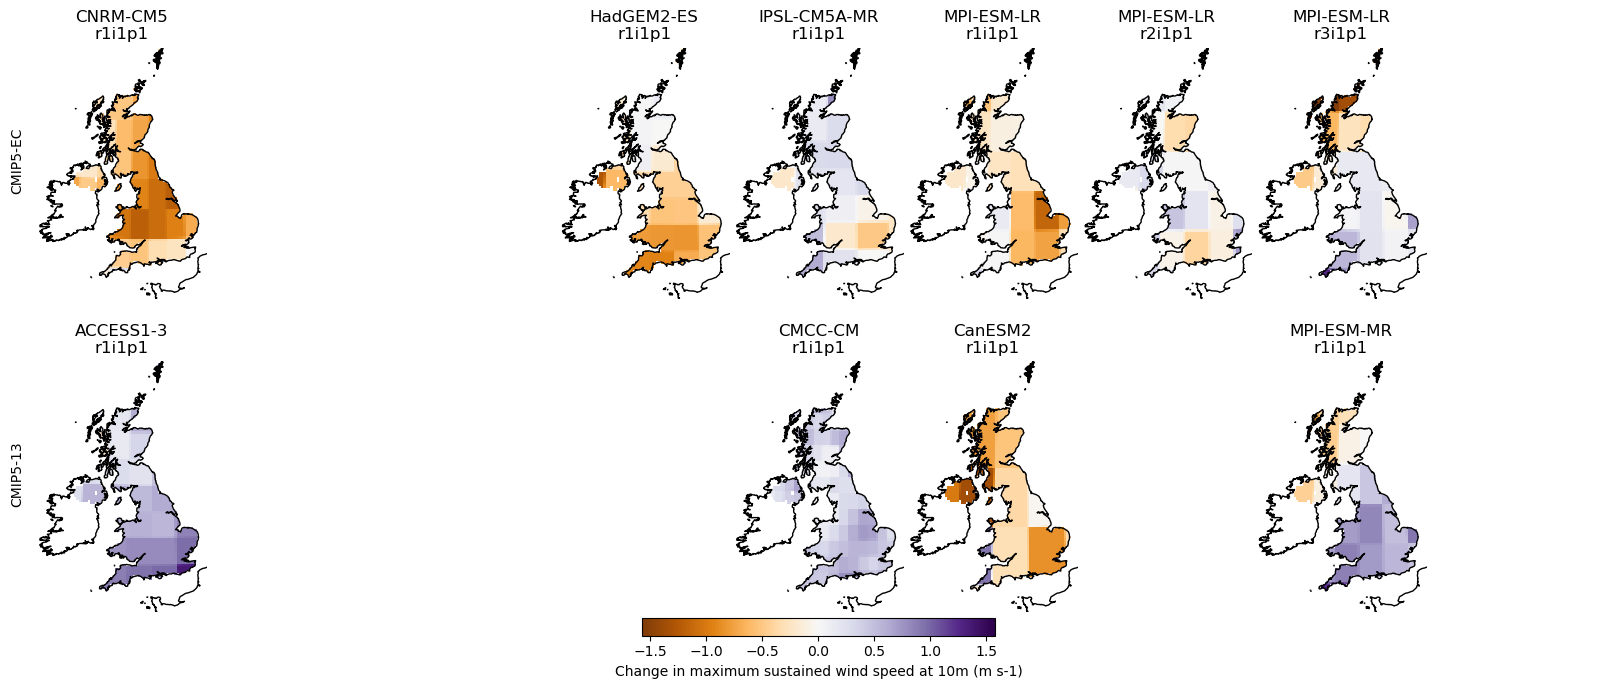 CNRM-CM5
r1i1p1
HadGEM2-ES
r1i1p1
IPSL-CM5A-MR
r1i1p1
MPI-ESM-LR
r1i1p1
MPI-ESM-LR
r2i1p1
MPI-ESM-LR
r3i1p1
CMIP5-EC
ACCESS1-3
r1i1p1
CMCC-CM
r1i1p1
CanESM2
r1i1p1
MPI-ESM-MR
r1i1p1
CMIP5-13
−1.5 −1.0 −0.5 0.0 0.5 1.0 1.5
Change in maximum sustained wind speed at 10m (m s-1)